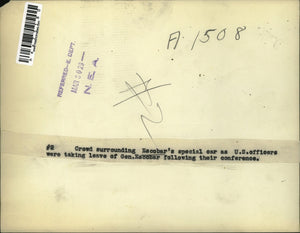 A 1508
REFERRED-E. DEPT.
N E A
#2
#2 Crowd surrounding Escobar's special car as U.S.officers
were taking leave of Gen.Escobar following their conference.